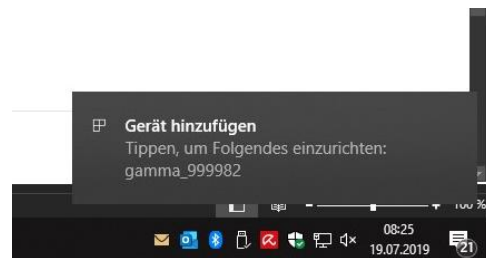 Gerät hinzufügen
Tippen, um Folgendes einzurichten:
gamma_999982
100 %
08:25
19.07.2019
21